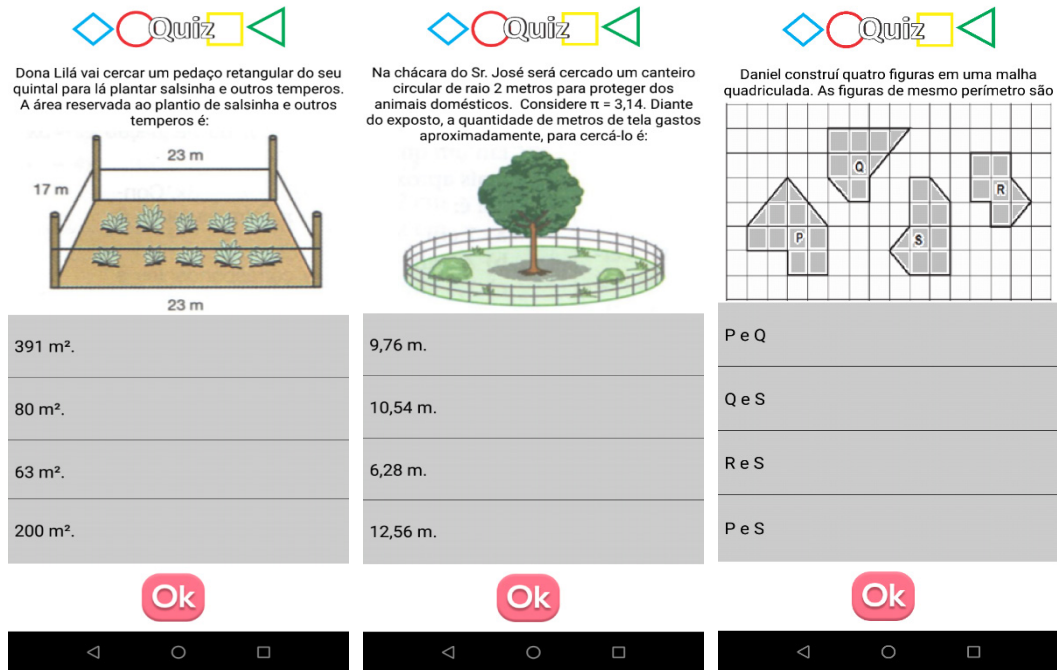 Quiz
Dona Lilá vai cercar um pedaço retangular do seu
quintal para lá plantar salsinha e outros temperos.
A área reservada ao plantio de salsinha e outros
temperos é:
23 m
17 m
23 m
391 m².
80 m².
63 m².
200 m².
Ok
Quiz
Na chácara do Sr. José será cercado um canteiro
circular de raio 2 metros para proteger dos
animais domésticos. Considere π = 3,14. Diante
do exposto, a quantidade de metros de tela gastos
aproximadamente, para cercá-lo é:
9,76 m.
10,54 m.
6,28 m.
12,56 m.
Ok
Quiz
Daniel construí quatro figuras em uma malha
quadriculada. As figuras de mesmo perímetro são
Q
R
P
S
P e Q
Q e S
R e S
P e S
Ok